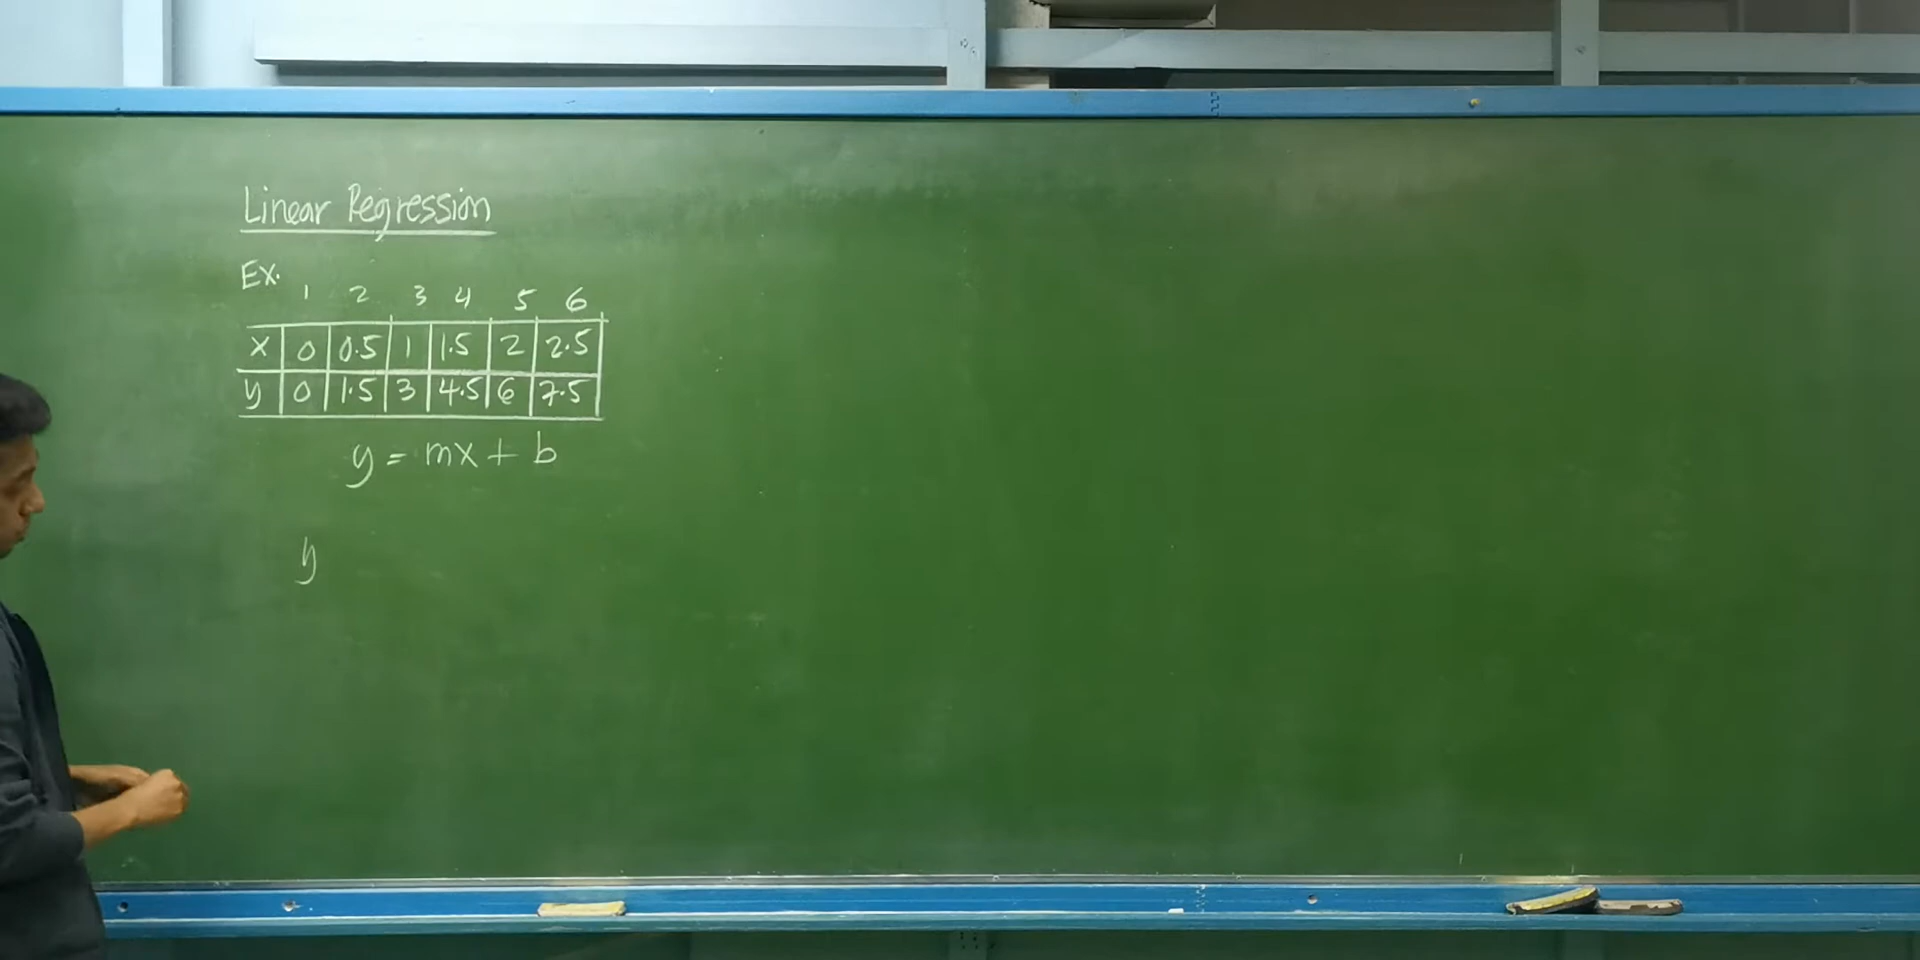 Linear Regression
Ex.
1 2 3 4 5 6
x 0 0.5 1 1.5 2 2.5
y 0 1.5 3 4.5 6 7.5
y = mx + b
y